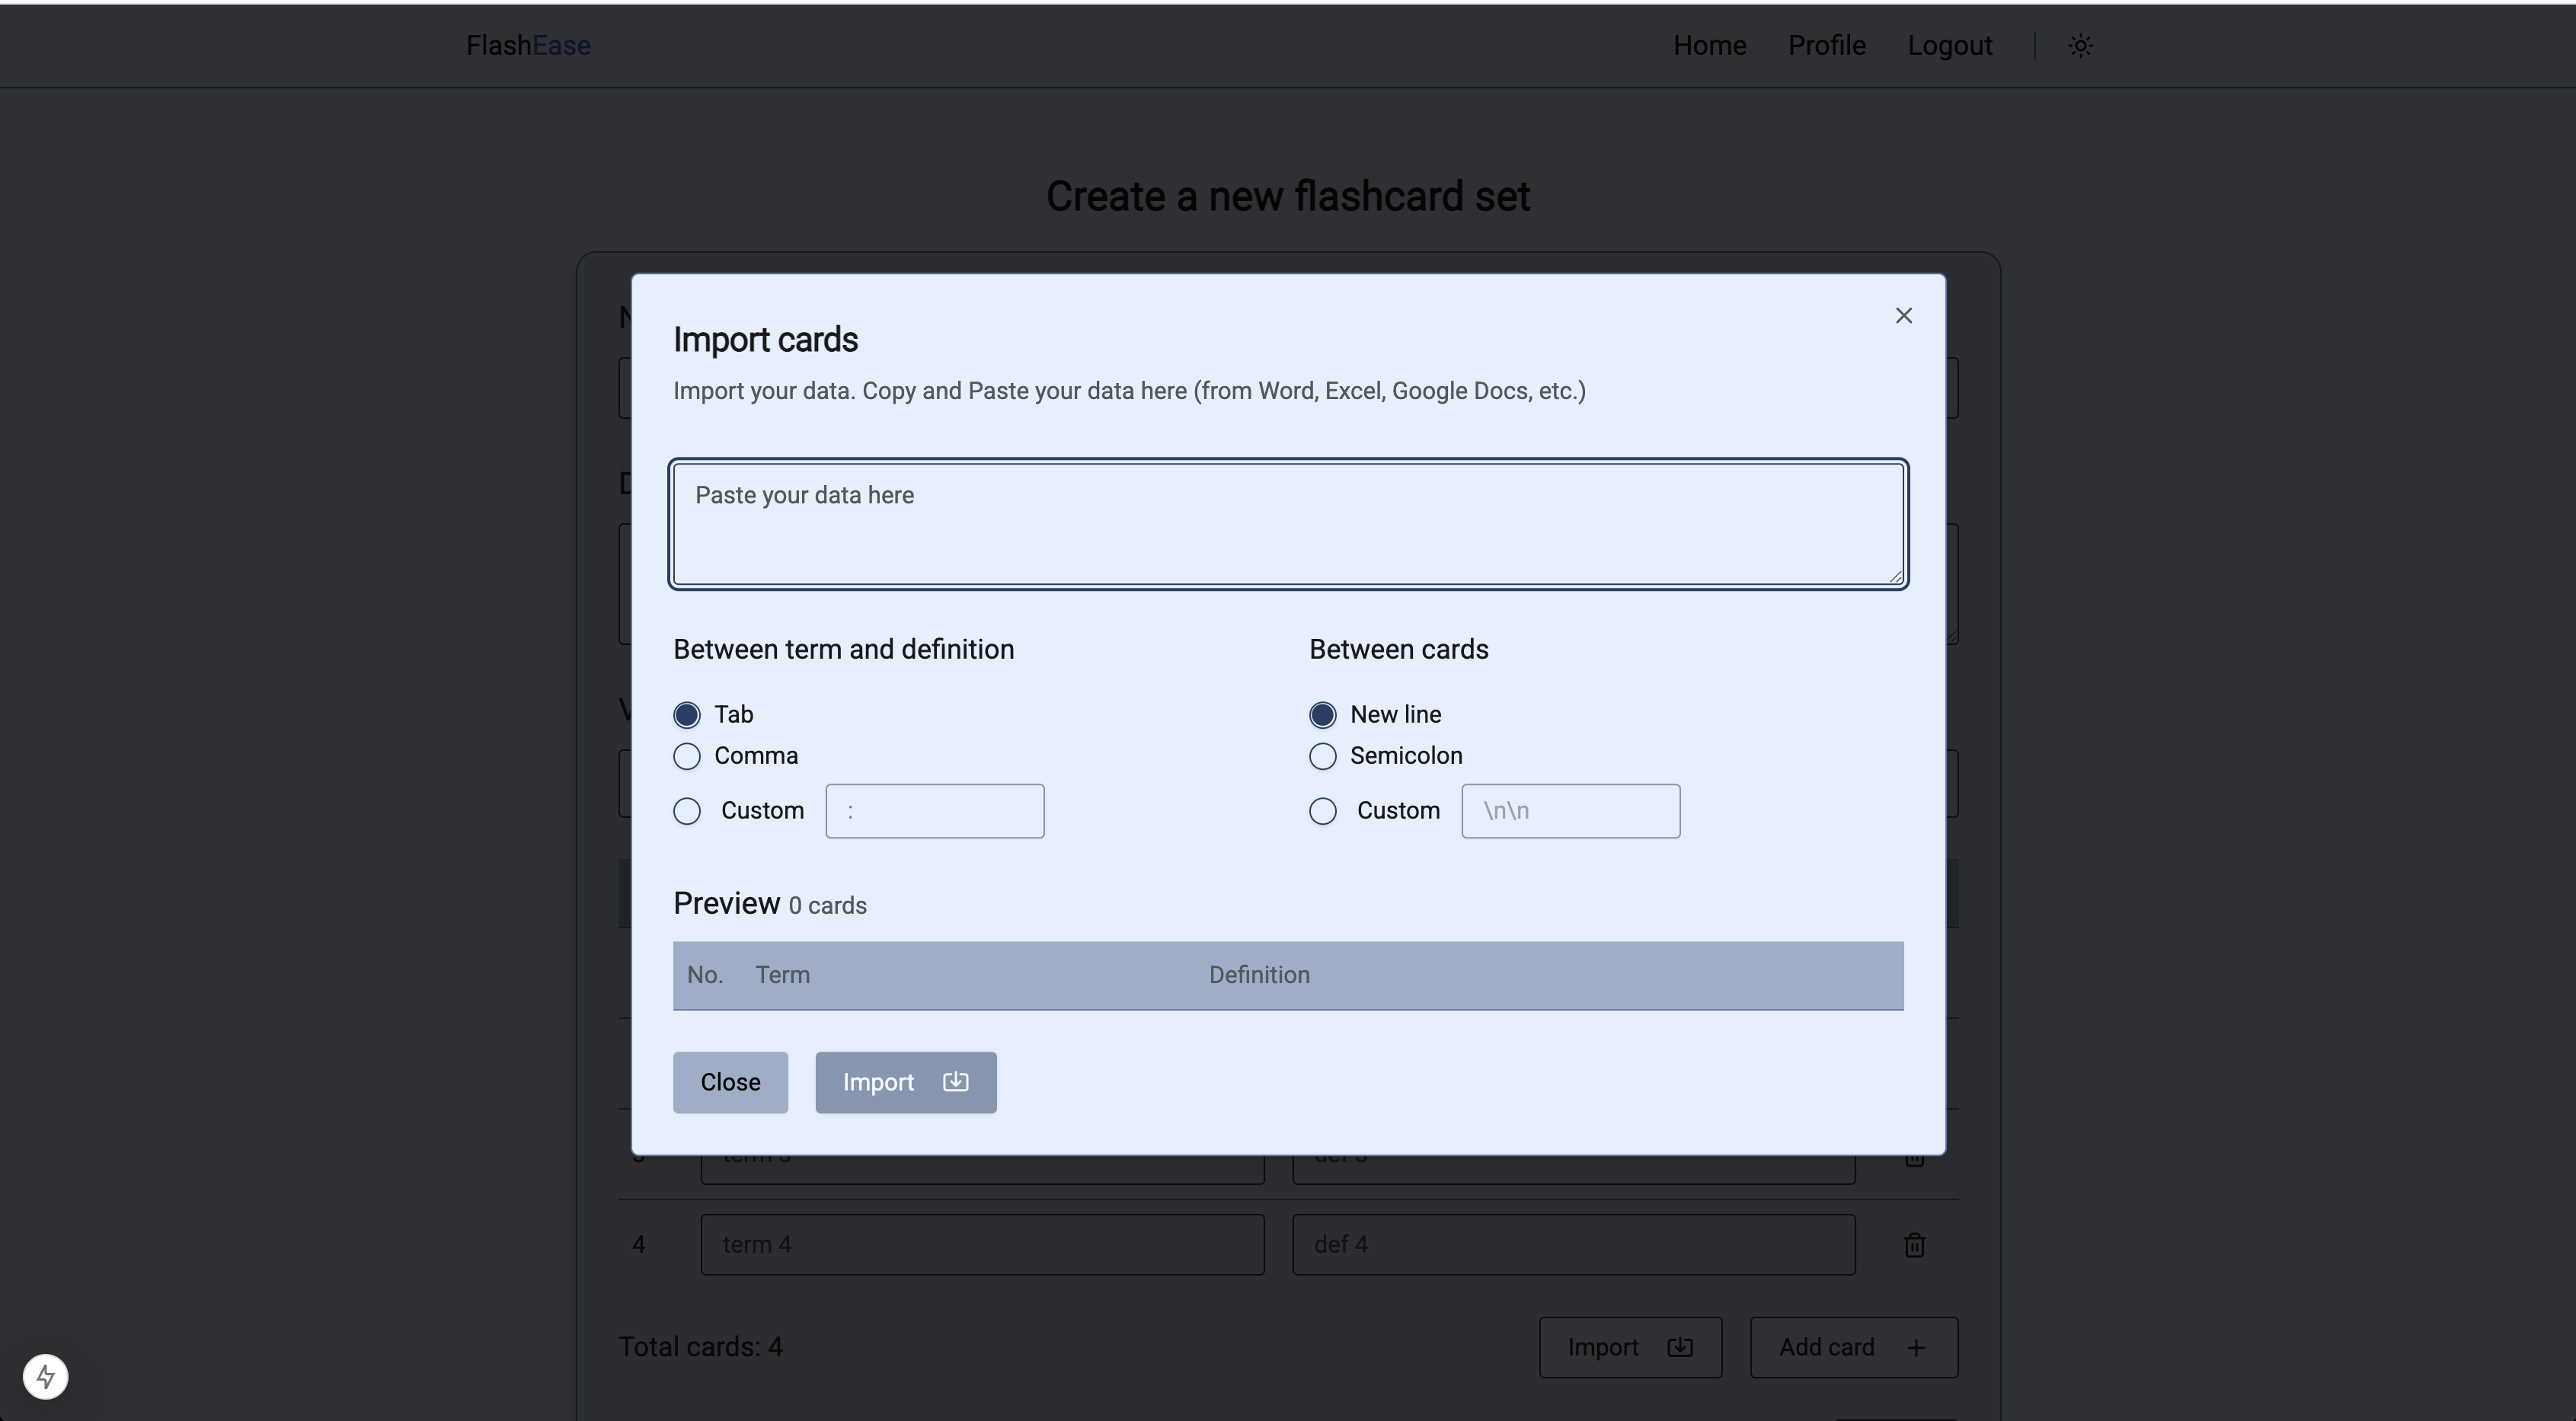 FlashEase
Home Profile Logout
Create a new flashcard set
Import cards
Import your data. Copy and Paste your data here (from Word, Excel, Google Docs, etc.)
Paste your data here
Between term and definition
Tab
Comma
Custom :
Between cards
New line
Semicolon
Custom \n\n
Preview 0 cards
No. Term Definition
Close Import
4 term 4 def 4
Total cards: 4
Import Add card